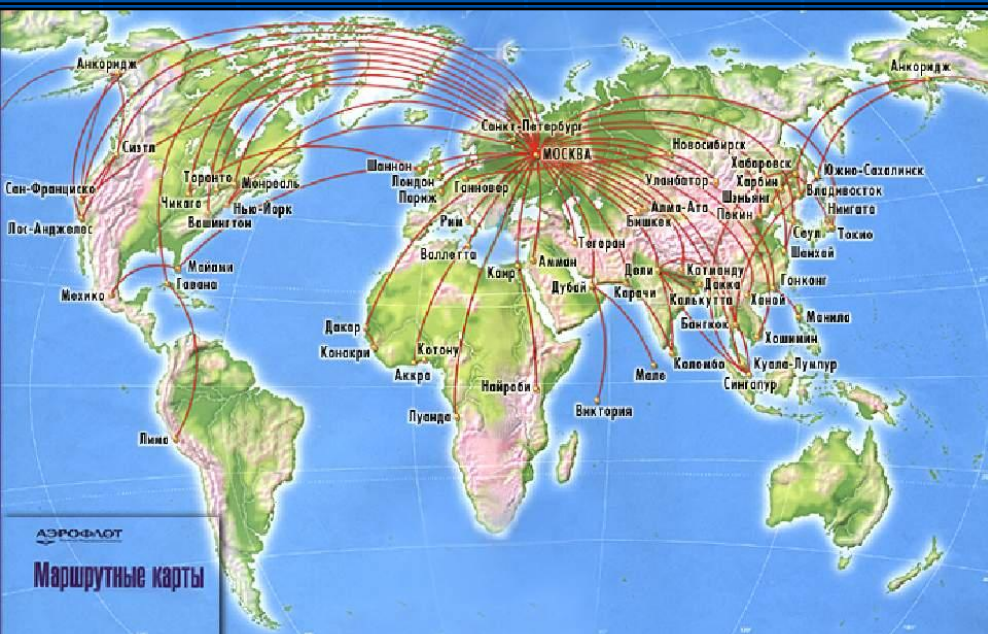 Анкоридж
Анкоридж
Санкт-Петербург
МОСКВА
Сиэтл
Новосибирск
Хабаровск
Шаннон
Южно-Сахалинск
Торонто
Монреаль
Лондон
Ганновер
Уланбатор
Харбин
Сан-Франциско
Париж
Шэньянг
Владивосток
Чикаго
Нью-Йорк
Алма-Ата
Пекин
Ниигата
Вашингтон
Рим
Бишкек
Лос-Анджелес
Сеул
Токио
Тегеран
Валлетта
Шанхай
Амман
Майами
Каир
Дели
Катманду
Гавана
Дубай
Дакка
Гонконг
Мехико
Карачи
Калькутта
Ханой
Манила
Дакар
Бангкок
Хошимин
Конакри
Котону
Коломбо
Куала-Лумпур
Аккра
Мале
Сингапур
Найроби
Луанда
Виктория
Лима
АЭРОФЛОТ
Маршрутные карты